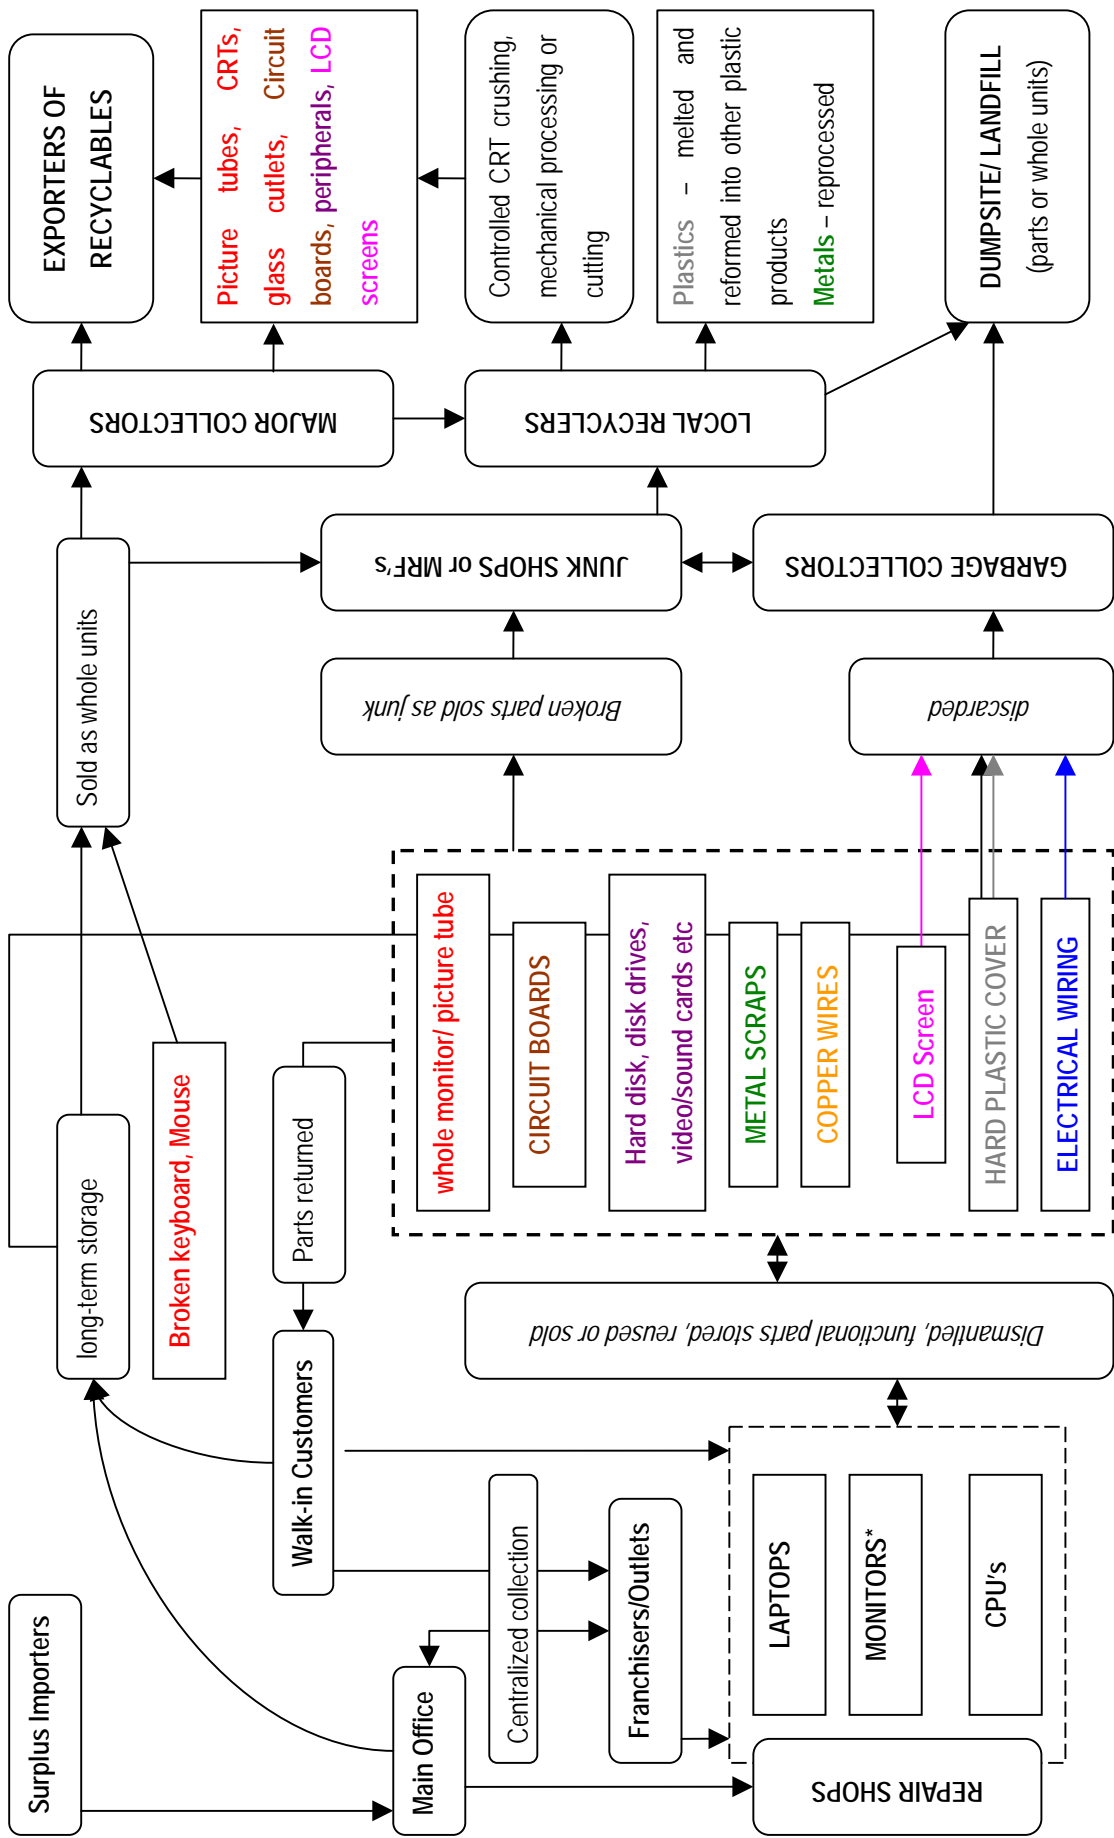 Surplus Importers
Main Office
Centralized collection
Franchisers/Outlets
REPAIR SHOPS
LAPTOPS
MONITORS*
CPU's
Walk-in Customers
Parts returned
long-term storage
Broken keyboard, Mouse
Dismantled, functional parts stored, reused or sold
whole monitor/ picture tube
CIRCUIT BOARDS
Hard disk, disk drives,
video/sound cards etc
METAL SCRAPS
COPPER WIRES
LCD Screen
HARD PLASTIC COVER
ELECTRICAL WIRING
Sold as whole units
Broken parts sold as junk
discarded
JUNK SHOPS or MRF's
GARBAGE COLLECTORS
MAJOR COLLECTORS
LOCAL RECYCLERS
EXPORTERS OF
RECYCLABLES
Picture tubes, CRTs,
glass cutlets, Circuit
boards, peripherals, LCD
screens
Controlled CRT crushing,
mechanical processing or
cutting
Plastics – melted and
reformed into other plastic
products
Metals – reprocessed
DUMPSITE/ LANDFILL
(parts or whole units)